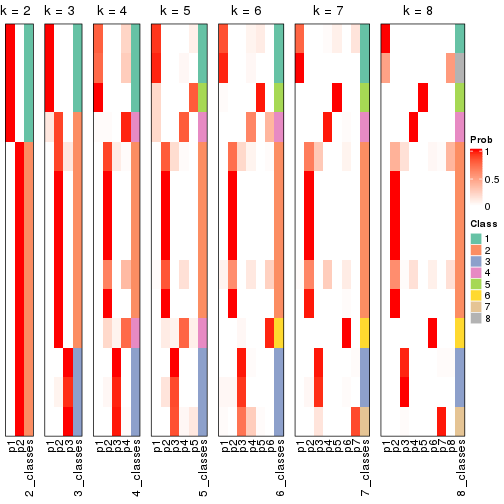 k = 2 k = 3 k = 4 k = 5 k = 6 k = 7 k = 8
Prob
1
0.5
0
Class
1
2
3
4
5
6
7
8
p1 p2 2_classes p1 p2 p3 3_classes p1 p2 p3 p4 4_classes p1 p2 p3 p4 p5 5_classes p1 p2 p3 p4 p5 p6 6_classes p1 p2 p3 p4 p5 p6 p7 7_classes p1 p2 p3 p4 p5 p6 p7 p8 8_classes